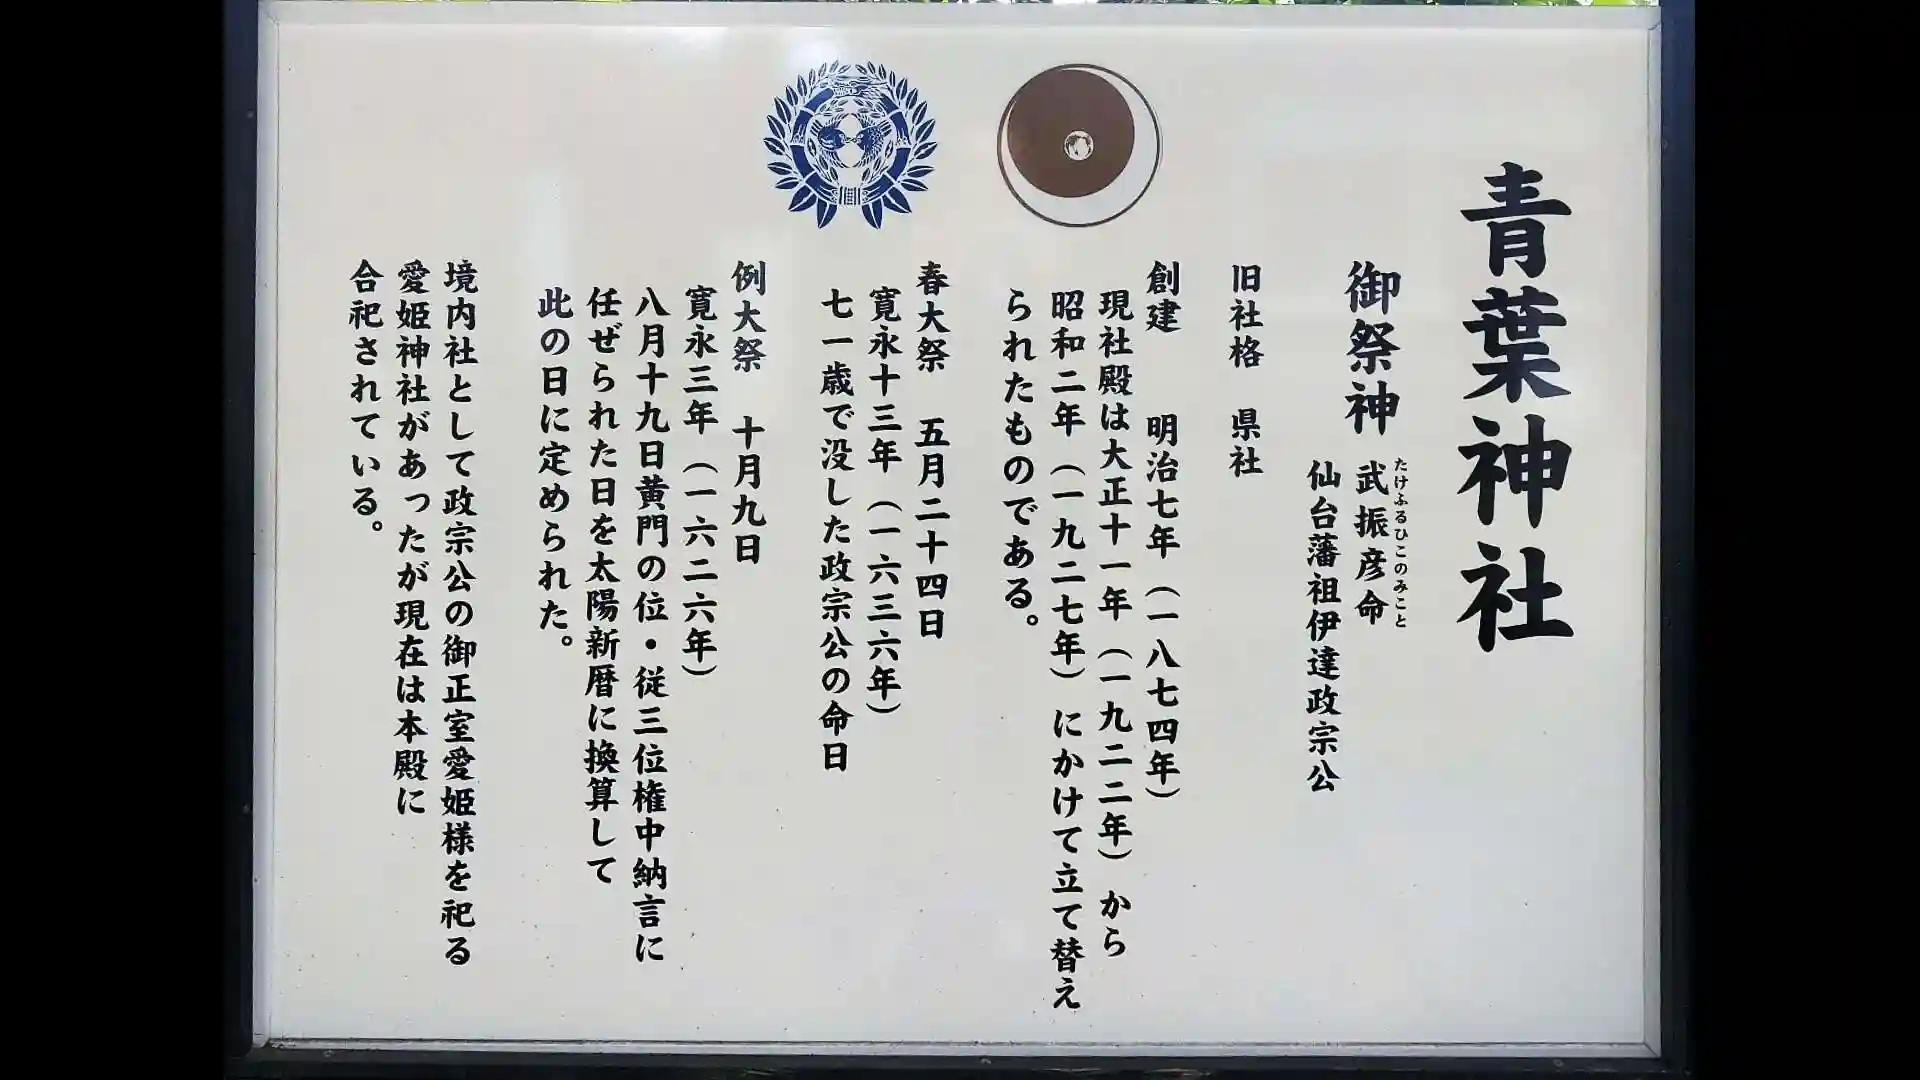 青葉神社
御祭神
武振彦命
たけふるひこのみこと
仙台藩祖伊達政宗公
旧社格 県社
創建 明治七年（一八七四年）
現社殿は大正十一年（一九二二年）から
昭和二年（一九二七年）にかけて立て替え
られたものである。
春大祭 五月二十四日
寛永十三年（一六三六年）
七一歳で没した政宗公の命日
例大祭 十月九日
寛永三年（一六二六年）
八月十九日黄門の位・従三位権中納言に
任ぜられた日を太陽新暦に換算して
此の日に定められた。
境内社として政宗公の御正室愛姫様を祀る
愛姫神社があったが現在は本殿に
合祀されている。